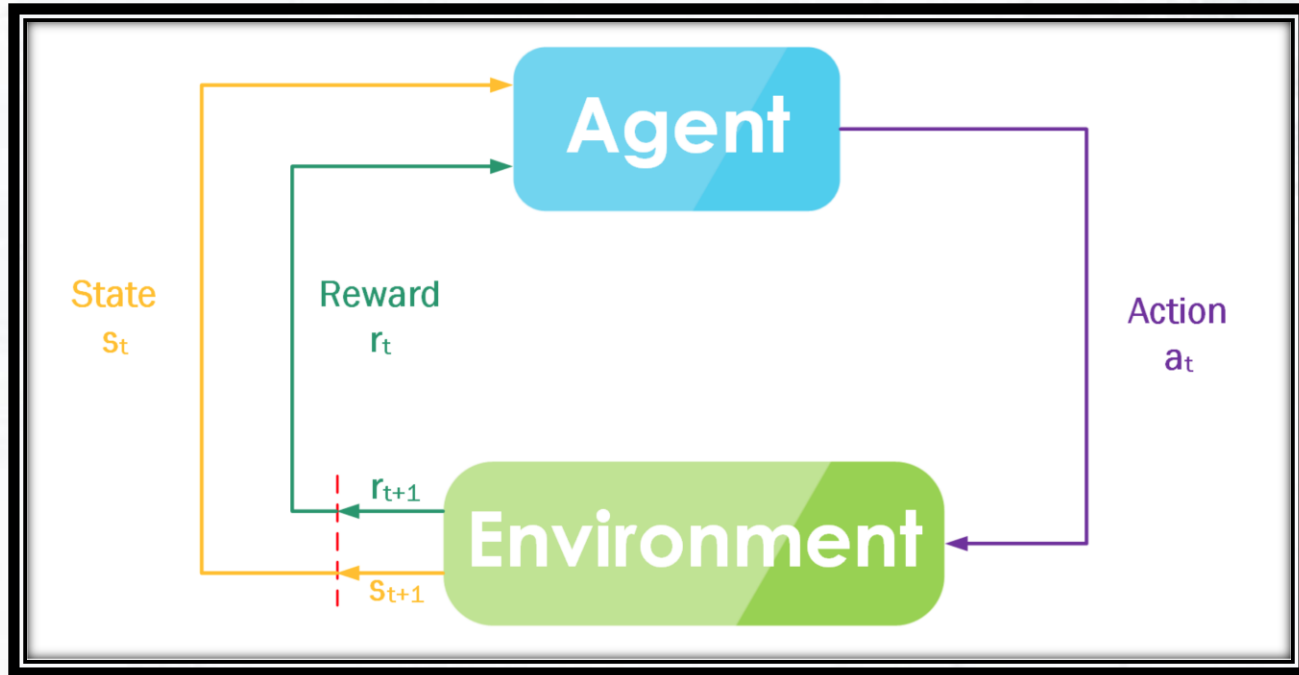 Agent
State
sₜ
Reward
rₜ
Action
aₜ
rₜ₊₁
Environment
sₜ₊₁